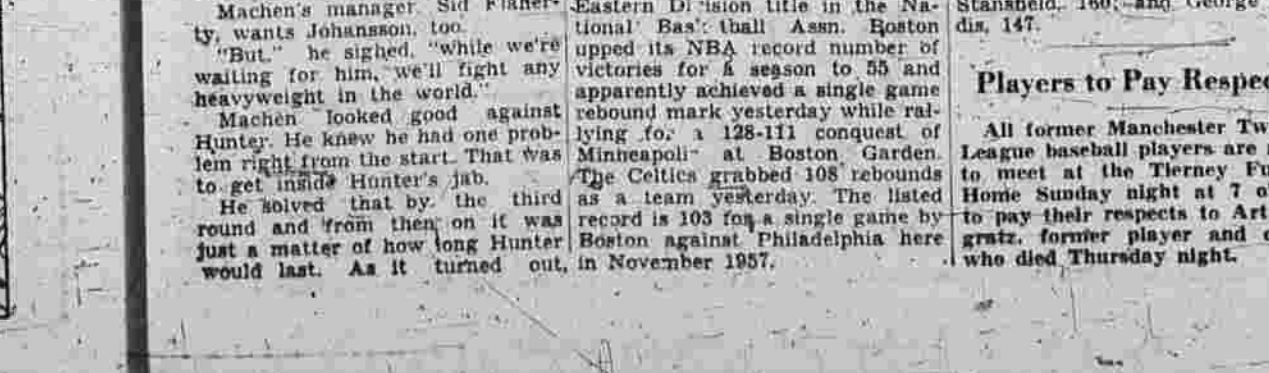 Machen's manager, Sid Flaher-
ty, wants Johansson, too.
"But," he sighed, "while we're
waiting for him, we'll fight any
heavyweight in the world."
Machen looked good against
Hunter. He knew he had one prob-
lem right from the start. That was
to get inside Hunter's jab.
He solved that by the third
round and from then on it was
just a matter of how long Hunter
would last. As it turned out,
Eastern Division title in the Na-
tional Basketball Assn. Boston
upped its NBA record number of
victories for a season to 55 and
apparently achieved a single game
rebound mark yesterday while ral-
lying for a 128-111 conquest of
Minneapolis at Boston Garden.
The Celtics grabbed 108 rebounds
as a team yesterday. The listed
record is 103 for a single game by
Boston against Philadelphia here
in November 1957.
Stansfield, 160; and George
dis, 147.
Players to Pay Respec
All former Manchester Tw
League baseball players are
to meet at the Tierney Fu
Home Sunday night at 7 o
to pay their respects to Art
gratz, former player and c
who died Thursday night.